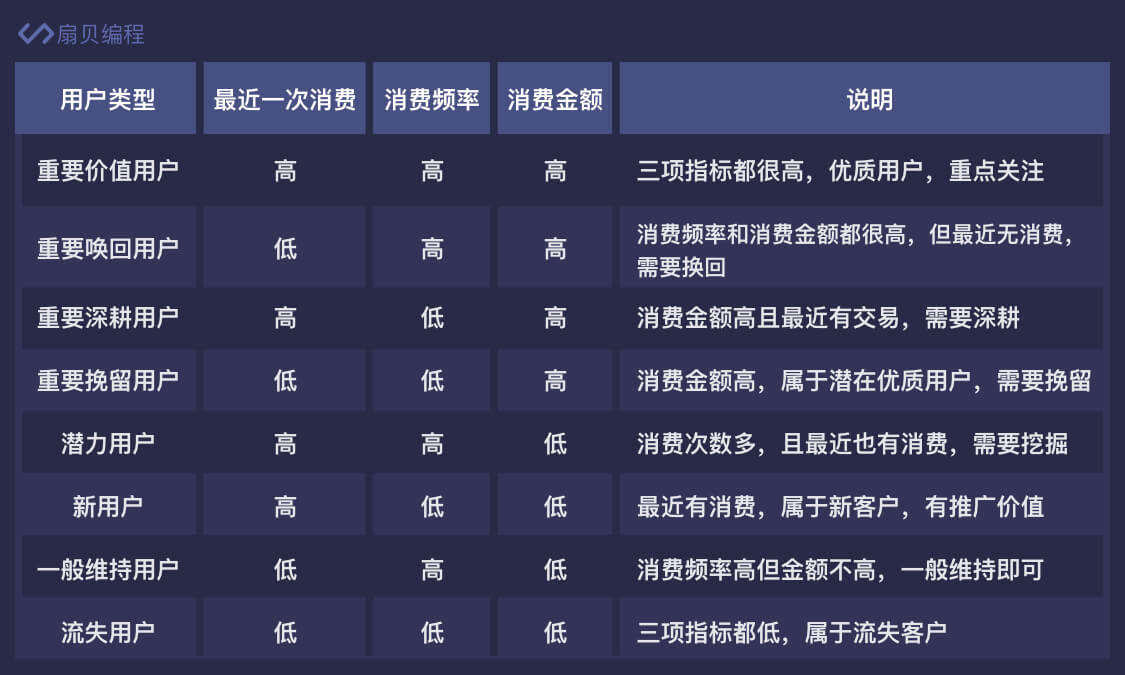 扇贝编程
用户类型 最近一次消费 消费频率 消费金额 说明
重要价值用户 高 高 高 三项指标都很高，优质用户，重点关注
重要唤回用户 低 高 高 消费频率和消费金额都很高，但最近无消费，
需要换回
重要深耕用户 高 低 高 消费金额高且最近有交易，需要深耕
重要挽留用户 低 低 高 消费金额高，属于潜在优质用户，需要挽留
潜力用户 高 高 低 消费次数多，且最近也有消费，需要挖掘
新用户 高 低 低 最近有消费，属于新客户，有推广价值
一般维持用户 低 高 低 消费频率高但金额不高，一般维持即可
流失用户 低 低 低 三项指标都低，属于流失客户